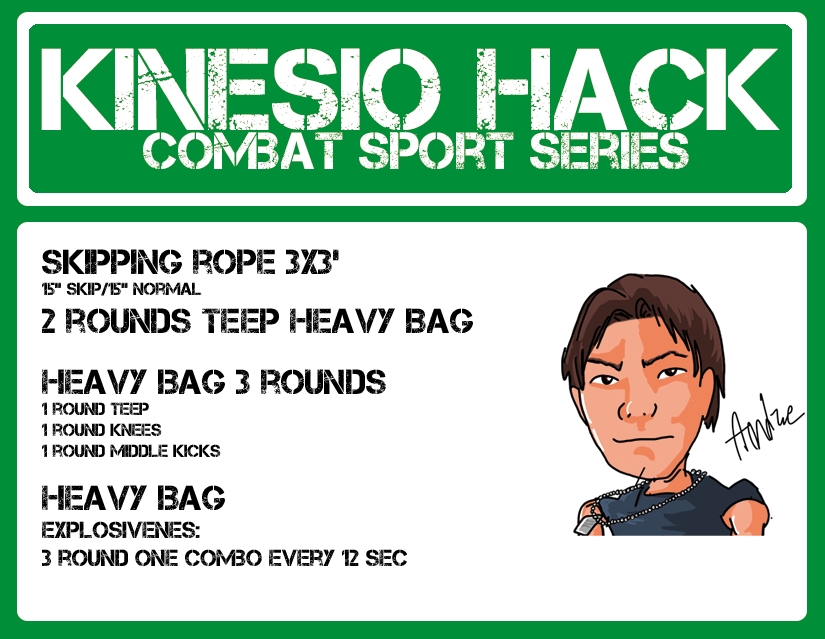 KINESIO HACK
COMBAT SPORT SERIES
SKIPPING ROPE 3X3'
15" SKIP/15" NORMAL
2 ROUNDS TEEP HEAVY BAG
HEAVY BAG 3 ROUNDS
1 ROUND TEEP
1 ROUND KNEES
1 ROUND MIDDLE KICKS
HEAVY BAG
EXPLOSIVENES:
3 ROUND ONE COMBO EVERY 12 SEC